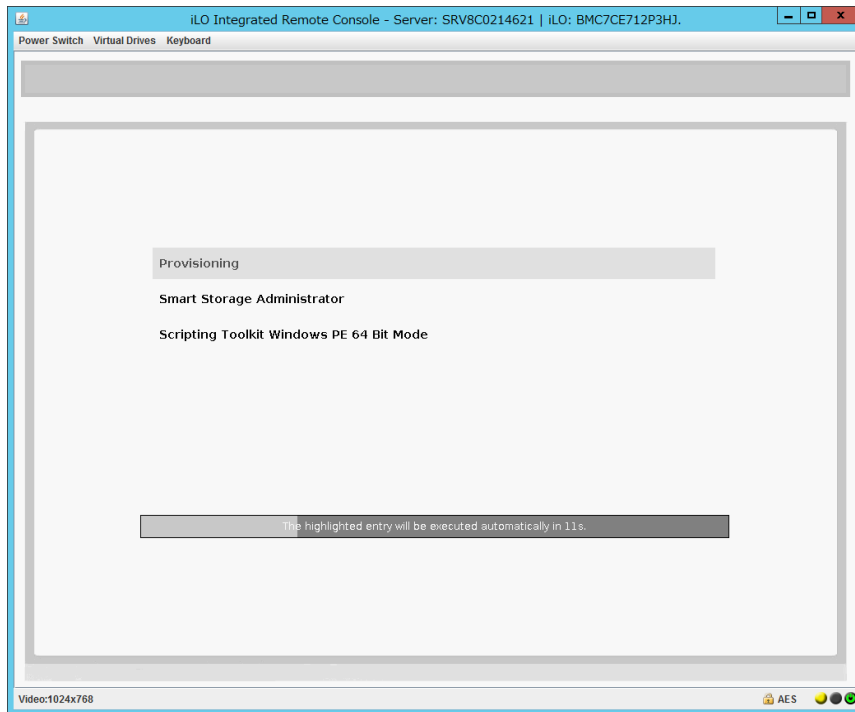 iLO Integrated Remote Console - Server: SRV8C0214621 | iLO: BMC7CE712P3HJ.
Power Switch Virtual Drives Keyboard
Provisioning
Smart Storage Administrator
Scripting Toolkit Windows PE 64 Bit Mode
The highlighted entry will be executed automatically in 11s.
Video:1024x768 AES